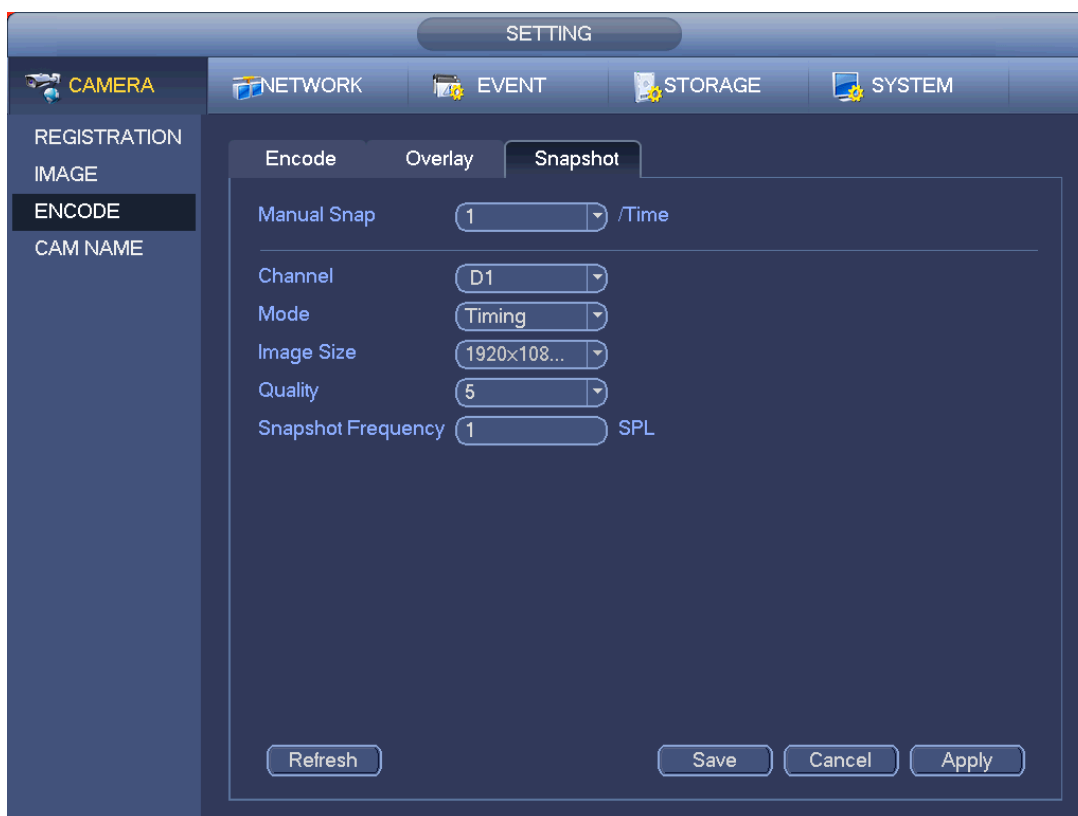 SETTING
CAMERA NETWORK EVENT STORAGE SYSTEM
REGISTRATION
IMAGE
ENCODE
CAM NAME
Encode Overlay Snapshot
Manual Snap 1 /Time
Channel D1
Mode Timing
Image Size 1920×108...
Quality 5
Snapshot Frequency 1 SPL
Refresh Save Cancel Apply